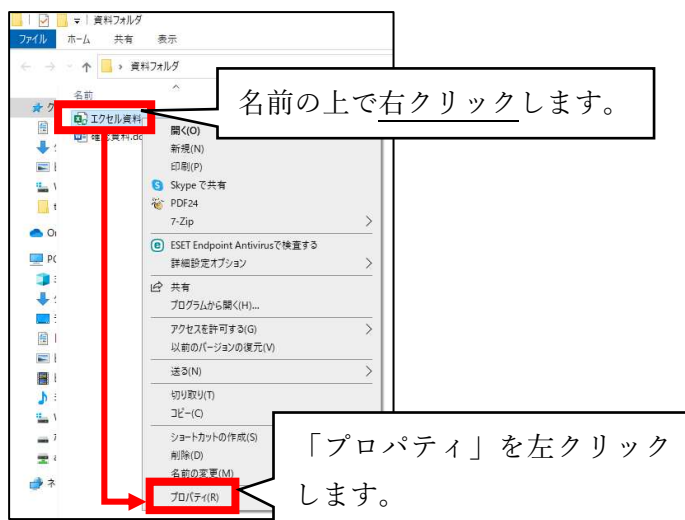 資料フォルダ
ファイル ホーム 共有 表示
資料フォルダ
名前
エクセル資料
名前の上で右クリックします。
開く(O)
新規(N)
印刷(P)
Skype で共有
PDF24
7-Zip
ESET Endpoint Antivirusで検査する
詳細設定オプション
共有
プログラムから開く(H)...
アクセスを許可する(G)
以前のバージョンの復元(V)
送る(N)
切り取り(T)
コピー(C)
ショートカットの作成(S)
削除(D)
名前の変更(M)
プロパティ(R)
「プロパティ」を左クリック
します。